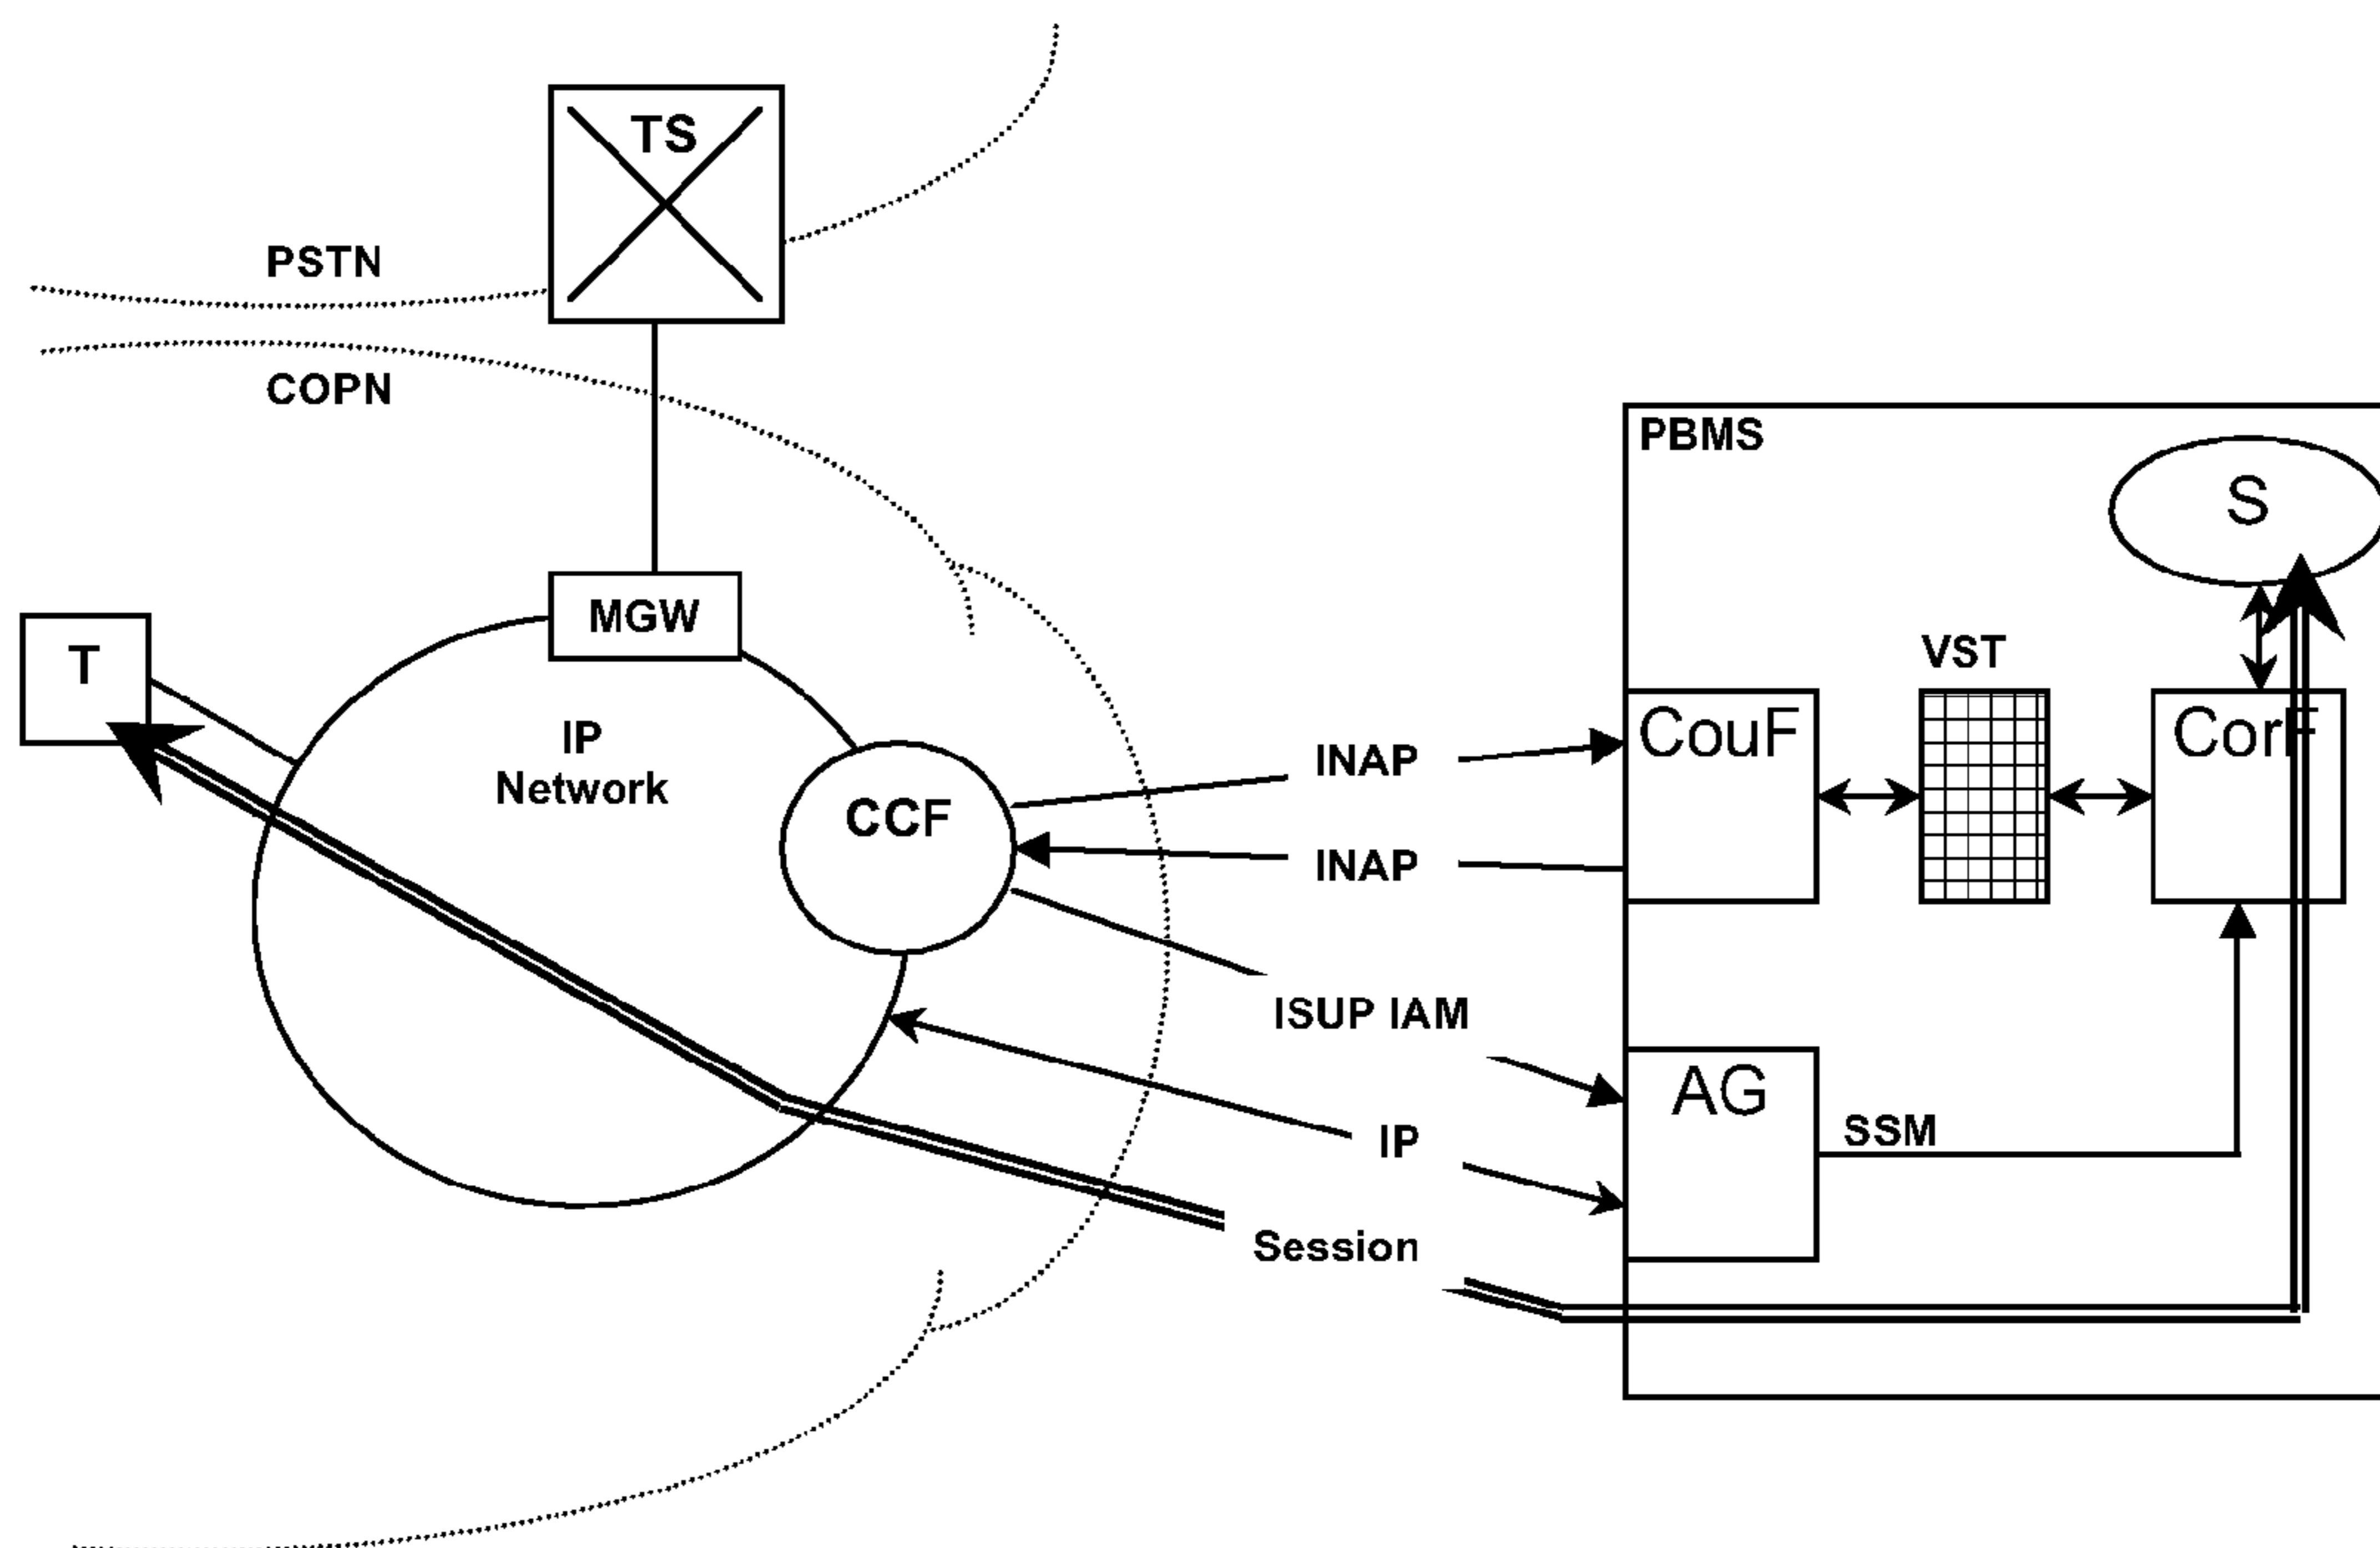 TS
PSTN
COPN
PBMS
S
MGW
T
VST
IP
Network
CouF
CorF
INAP
CCF
INAP
ISUP IAM
AG
IP
SSM
Session